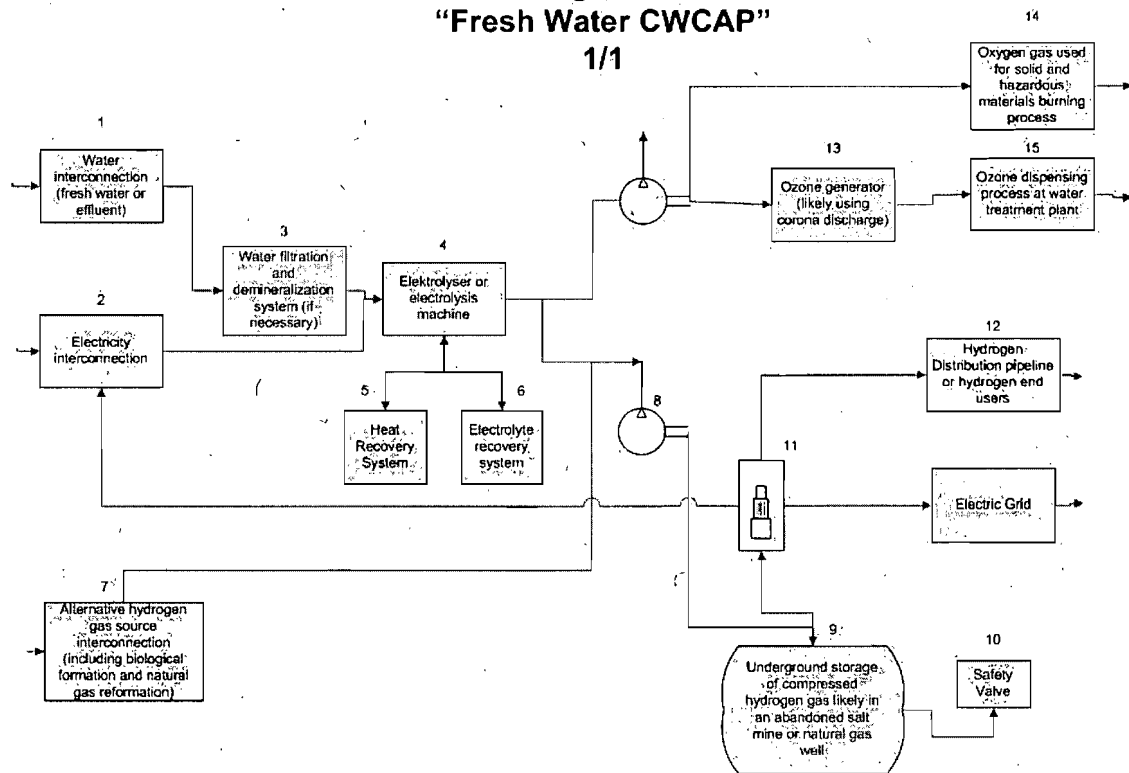 “Fresh Water CWCAP”
1/1
14
Oxygen gas used
for solid and
hazardous
materials burning
process
1
Water
interconnection
(fresh water or
effluent)
13
Ozone generator
(likely using
corona discharge)
15
Ozone dispensing
process at water
treatment plant
3
Water filtration
and
demineralization
system (if
necessary)
4
Elektrolyser or
electrolysis
machine
2
Electricity
interconnection
12
Hydrogen
Distribution pipeline
or hydrogen end
users
5
Heat
Recovery
System
6
Electrolyte
recovery
system
8
11
Electric Grid
7
Alternative hydrogen
gas source
interconnection
(including biological
formation and natural
gas reformation)
9
Underground storage
of compressed
hydrogen gas likely in
an abandoned salt
mine or natural gas
well
10
Safety
Valve